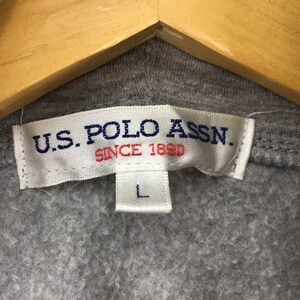 U.S. POLO ASSN.
SINCE 1890
L